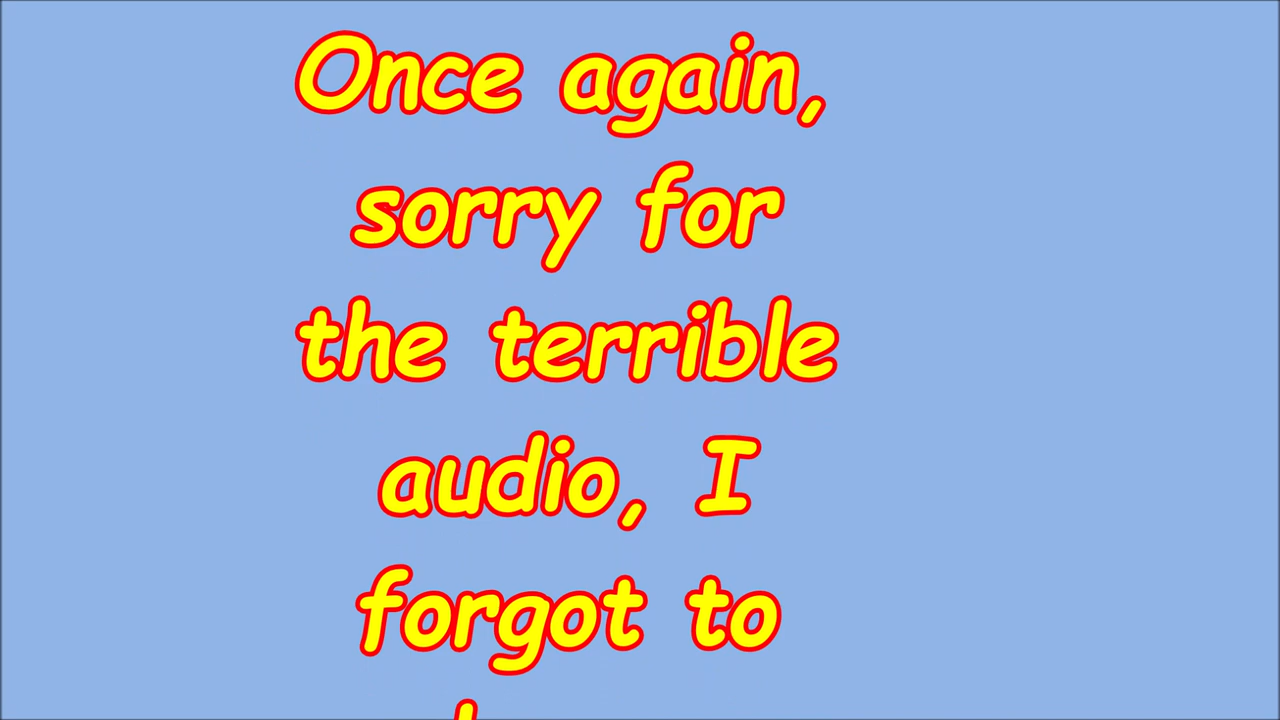 Once again,
sorry for
the terrible
audio, I
forgot to